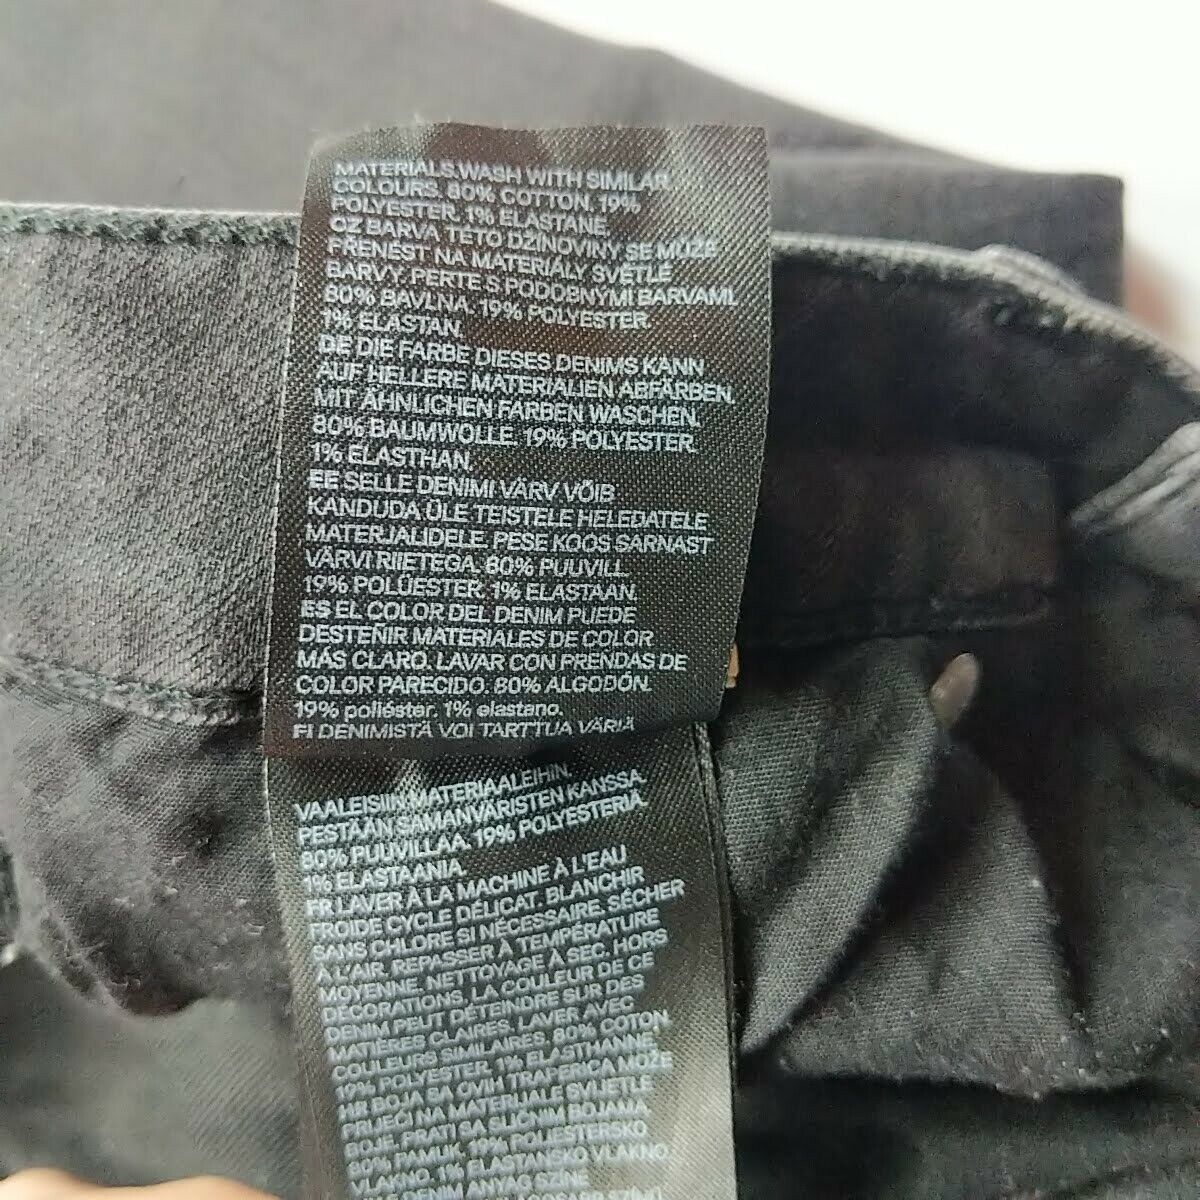 MATERIALS.WASH WITH SIMILAR
COLOURS. 80% COTTON, 19%
POLYESTER, 1% ELASTANE.
CZ BARVA TÉTO DŽÍNOVINY SE MŮŽE
PŘENÉST NA MATERIÁLY SVĚTLÉ
BARVY. PERTE S PODOBNÝMI BARVAMI.
80% BAVLNA, 19% POLYESTER,
1% ELASTAN.
DE DIE FARBE DIESES DENIMS KANN
AUF HELLERE MATERIALIEN ABFÄRBEN.
MIT ÄHNLICHEN FARBEN WASCHEN.
80% BAUMWOLLE. 19% POLYESTER.
1% ELASTHAN.
EE SELLE DENIMI VÄRV VÕIB
KANDUDA ÜLE TEISTELE HELEDATELE
MATERJALIDELE. PESE KOOS SARNAST
VÄRVI RIIETEGA. 80% PUUVILL.
19% POLÜESTER. 1% ELASTAAN.
ES EL COLOR DEL DENIM PUEDE
DESTEÑIR MATERIALES DE COLOR
MÁS CLARO. LAVAR CON PRENDAS DE
COLOR PARECIDO. 80% ALGODÓN.
19% poliéster. 1% elastano.
FI DENIMISTÄ VOI TARTTUA VÄRIÄ
VAALEISIIN MATERIAALEIHIN.
PESTÄÄN SAMANVÄRISTEN KANSSA.
80% PUUVILLAA. 19% POLYESTERIÄ.
1% ELASTAANIA.
FR LAVER À LA MACHINE À L'EAU
FROIDE CYCLE DÉLICAT. BLANCHIR
SANS CHLORE SI NÉCESSAIRE. SÉCHER
À L'AIR. REPASSER À TEMPÉRATURE
MOYENNE. NETTOYAGE À SEC, HORS
DÉCORATIONS. LA COULEUR DE CE
DENIM PEUT DÉTEINDRE SUR DES
MATIÈRES CLAIRES. LAVER AVEC
COULEURS SIMILAIRES. 80% COTON,
19% POLYESTER, 1% ELASTHANNE.
HR BOJA SA OVIH TRAPERICA MOŽE
PRIJEĆI NA MATERIJALE SVIJETLE
BOJE. PRATI SA SLIČNIM BOJAMA
80% PAMUK. 19% POLIESTERSKO
VLAKNO. 1% ELASTANSKO VLAKNO.
DENIM ANYAG SZÍNE